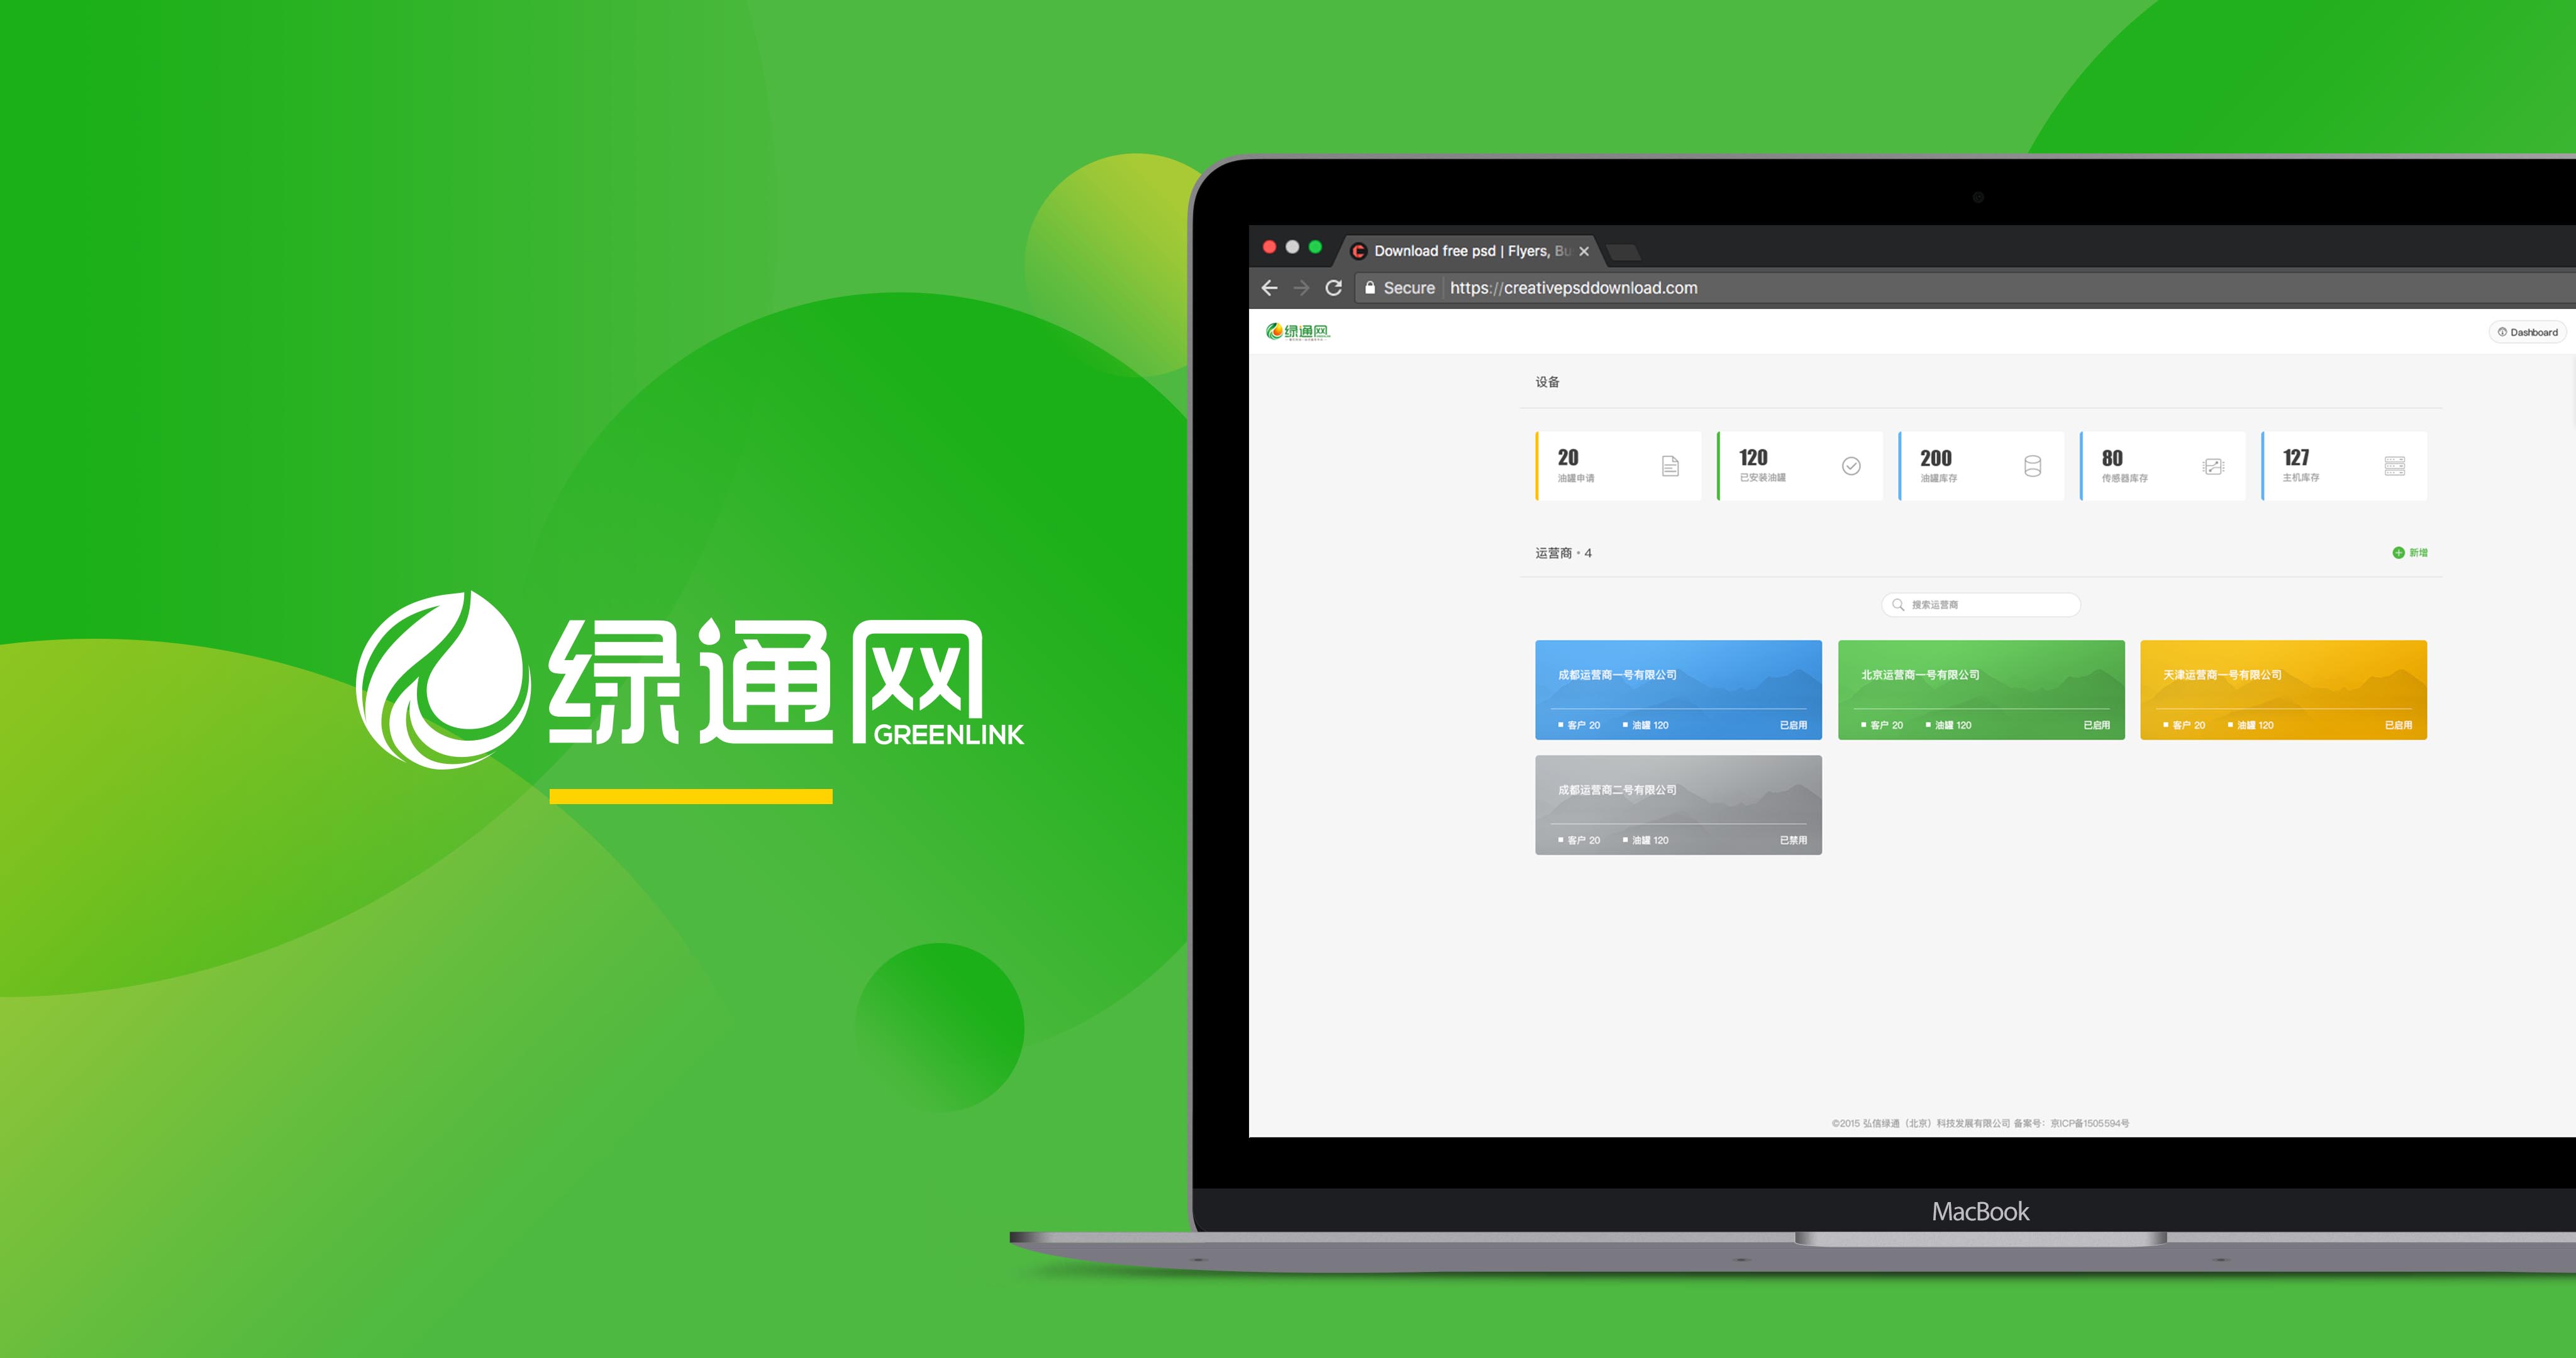 绿通网
GREENLINK
Download free psd | Flyers, Bu
Secure
https://creativepsddownload.com
绿通网
Dashboard
设备
20
油罐申请
120
已安装油罐
200
油罐库存
80
传感器库存
127
主机库存
运营商・4
新增
搜索运营商
成都运营商一号有限公司
客户 20 油罐 120 已启用
北京运营商一号有限公司
客户 20 油罐 120 已启用
天津运营商一号有限公司
客户 20 油罐 120 已启用
成都运营商二号有限公司
客户 20 油罐 120 已禁用
©2015 弘信绿通（北京）科技发展有限公司 备案号：京ICP备1505594号
MacBook